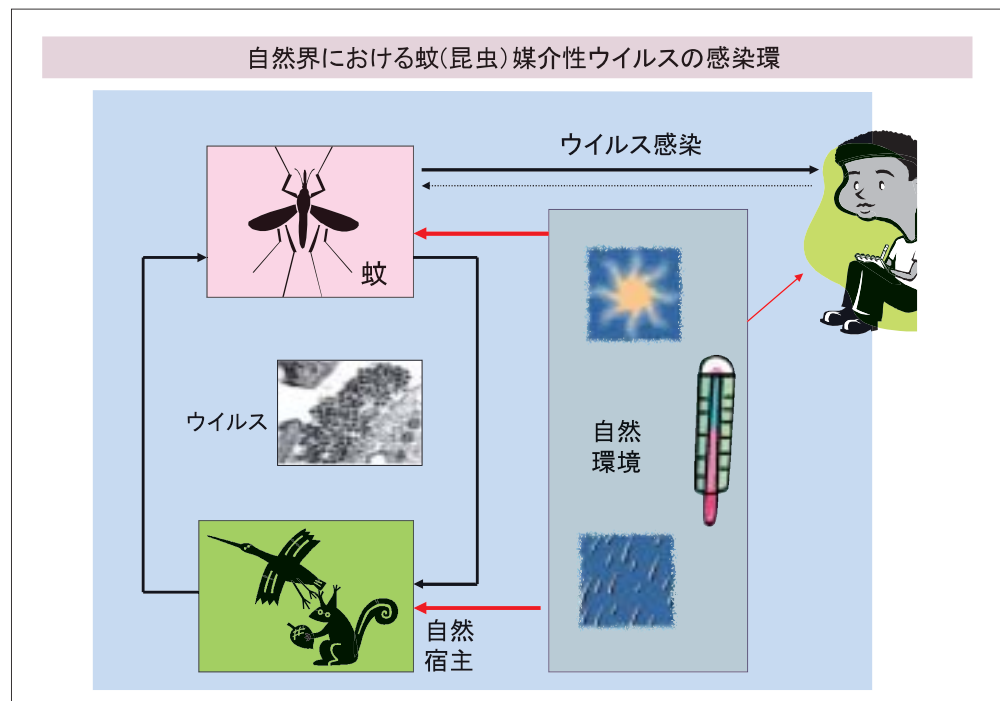 自然界における蚊(昆虫)媒介性ウイルスの感染環
ウイルス感染
蚊
ウイルス
自然
環境
自然
宿主